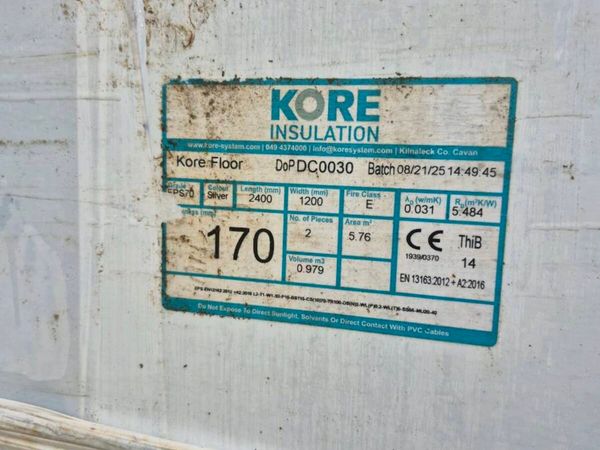 KORE
INSULATION
www.kore-system.com | 049 4374000 | info@koresystem.com | Kilnaleck Co. Cavan
Kore Floor DoP DC0030 Batch 08/21/25 14:49:45
Colour Length (mm) Width (mm) Fire Class λD (w/mK) RD(m²K/W)
EPS70 Silver 2400 1200 E 0.031 5.484
170
No. of Pieces Area m²
2 5.76
Volume m3
0.979
CE ThiB
1939/0370 14
EN 13163:2012 + A2:2016
Do Not Expose To Direct Sunlight, Solvents Or Direct Contact With PVC Cables